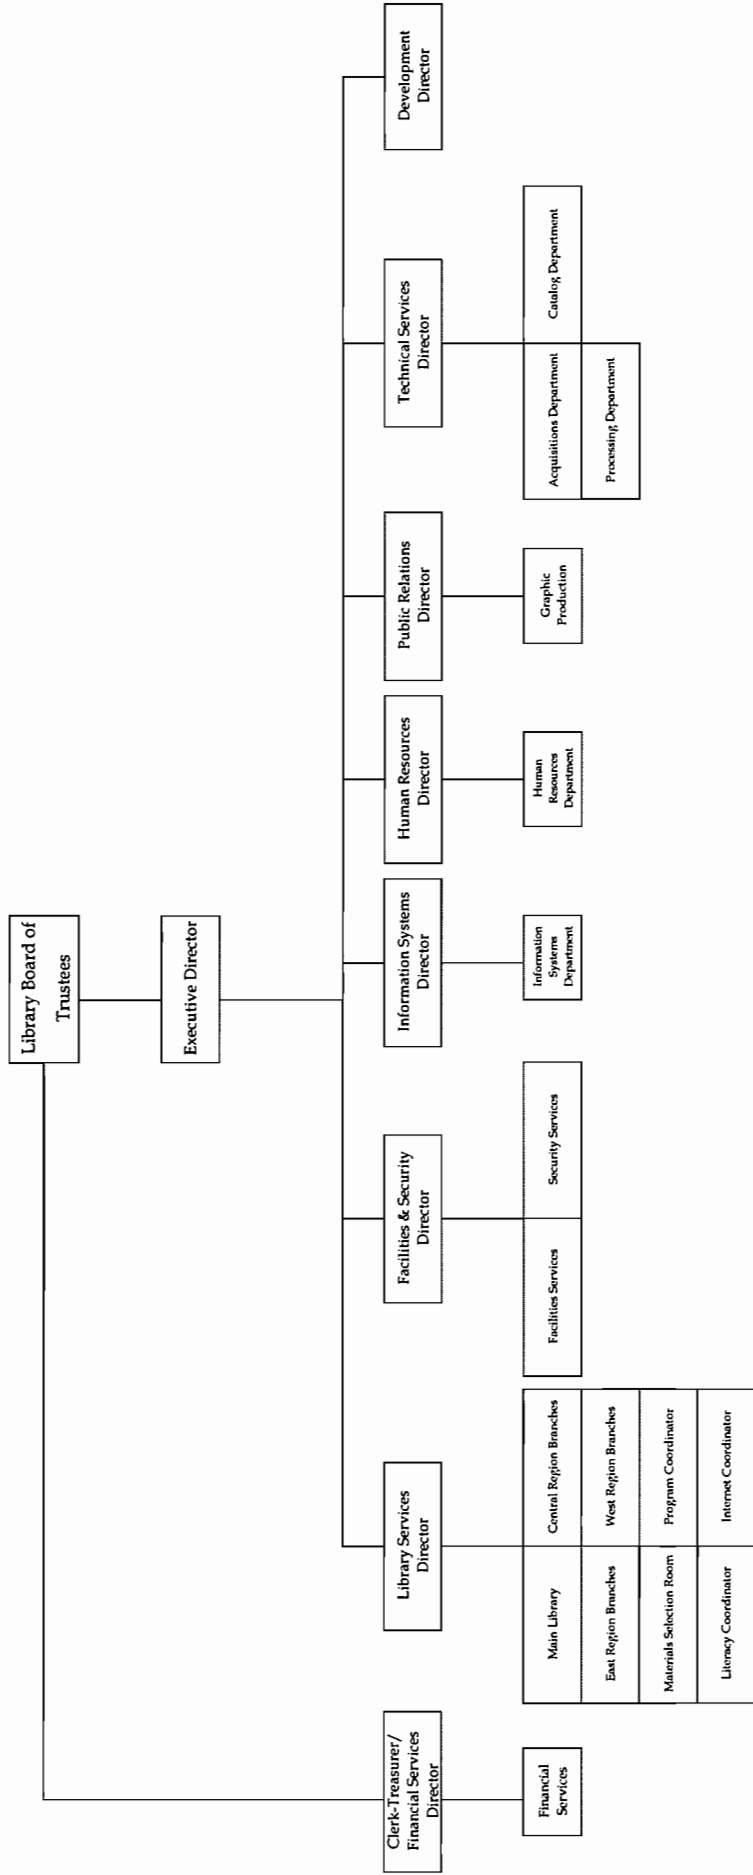 Library Board of
Trustees
Executive Director
Clerk-Treasurer/
Financial Services
Director
Library Services
Director
Facilities & Security
Director
Information Systems
Director
Human Resources
Director
Public Relations
Director
Technical Services
Director
Development
Director
Financial
Services
Main Library
Central Region Branches
East Region Branches
West Region Branches
Materials Selection Room
Program Coordinator
Literacy Coordinator
Internet Coordinator
Facilities Services
Security Services
Information
Systems
Department
Human
Resources
Department
Graphic
Production
Acquisitions Department
Catalog Department
Processing Department